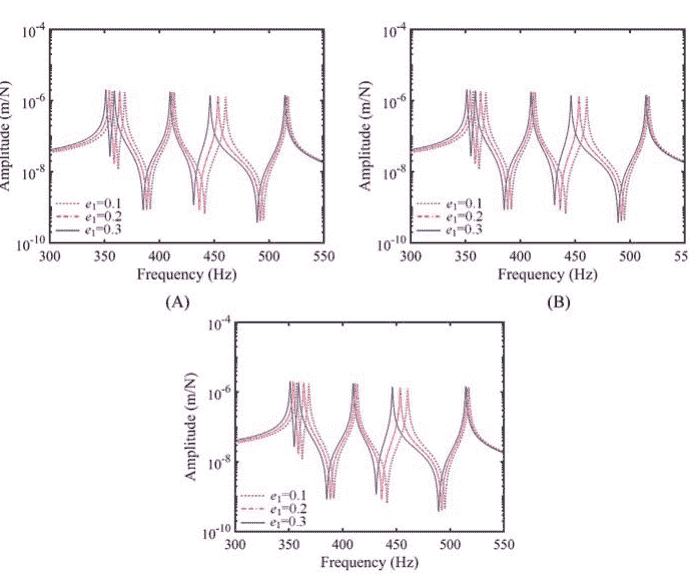 10-4
10-6
10-8
10-10
Amplitude (m/N)
e1=0.1
e1=0.2
e1=0.3
300 350 400 450 500 550
Frequency (Hz)
(A)
10-4
10-6
10-8
10-10
Amplitude (m/N)
e1=0.1
e1=0.2
e1=0.3
300 350 400 450 500 55
Frequency (Hz)
(B)
10-4
10-6
10-8
10-10
Amplitude (m/N)
e1=0.1
e1=0.2
e1=0.3
300 350 400 450 500 550
Frequency (Hz)